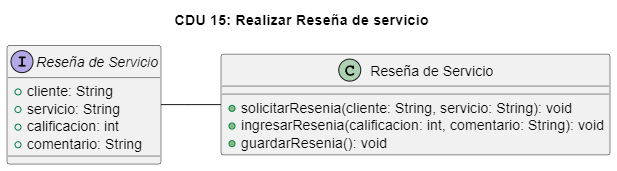 CDU 15: Realizar Reseña de servicio
I Reseña de Servicio
cliente: String
servicio: String
calificacion: int
comentario: String
C Reseña de Servicio
solicitarResenia(cliente: String, servicio: String): void
ingresarResenia(calificacion: int, comentario: String): void
guardarResenia(): void